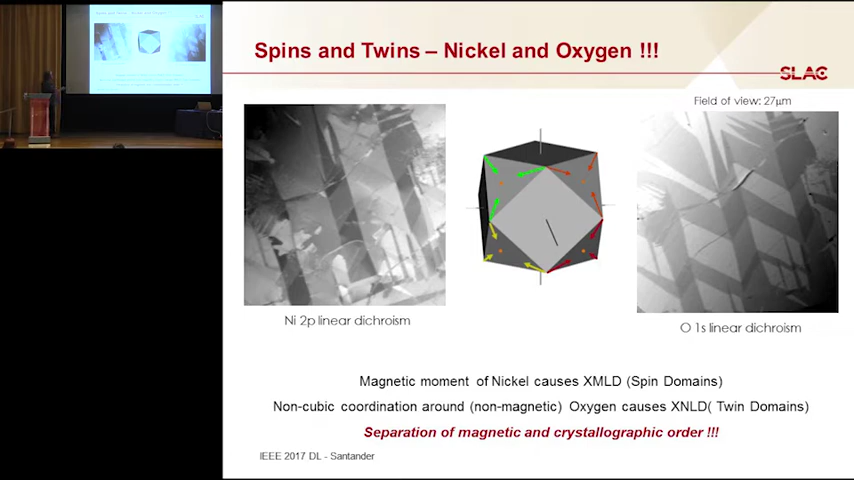 Spins and Twins – Nickel and Oxygen !!!
SLAC
Field of view: 27μm
Ni 2p linear dichroism
O 1s linear dichroism
Magnetic moment of Nickel causes XMLD (Spin Domains)
Non-cubic coordination around (non-magnetic) Oxygen causes XNLD( Twin Domains)
Separation of magnetic and crystallographic order !!!
IEEE 2017 DL - Santander